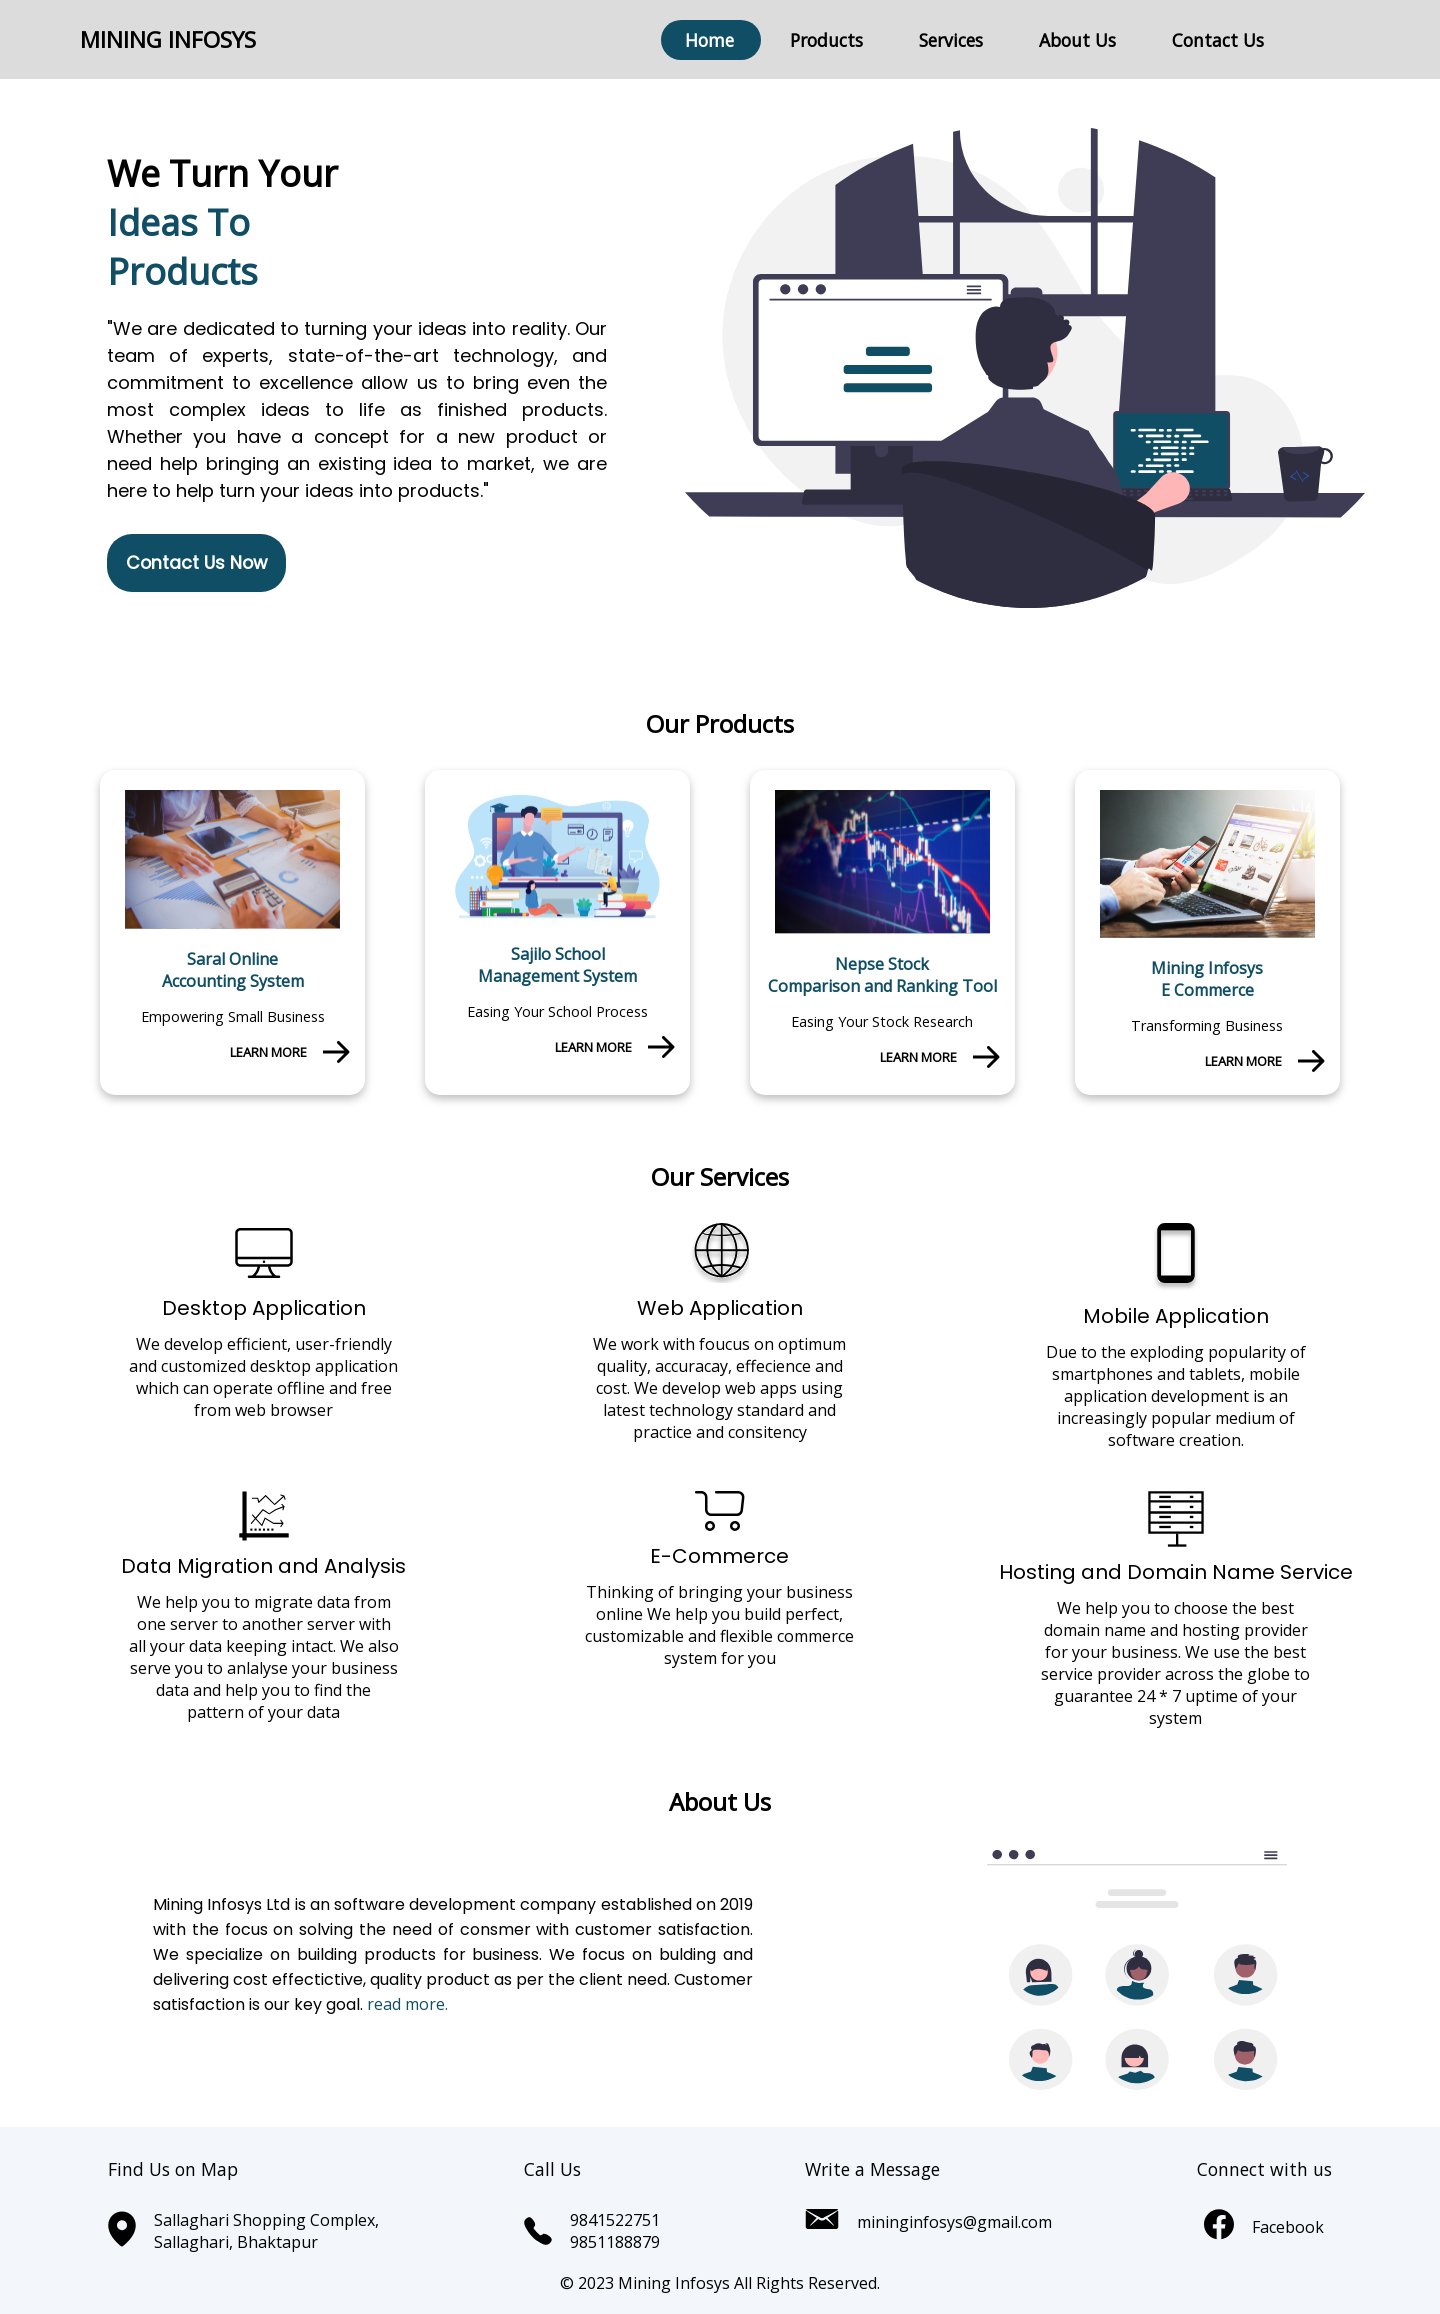 MINING INFOSYS
Home Products Services About Us Contact Us
We Turn Your
Ideas To
Products
"We are dedicated to turning your ideas into reality. Our
team of experts, state-of-the-art technology, and
commitment to excellence allow us to bring even the
most complex ideas to life as finished products.
Whether you have a concept for a new product or
need help bringing an existing idea to market, we are
here to help turn your ideas into products."
Contact Us Now
Our Products
Saral Online
Accounting System
Empowering Small Business
LEARN MORE
Sajilo School
Management System
Easing Your School Process
LEARN MORE
Nepse Stock
Comparison and Ranking Tool
Easing Your Stock Research
LEARN MORE
Mining Infosys
E Commerce
Transforming Business
LEARN MORE
Our Services
Desktop Application
We develop efficient, user-friendly
and customized desktop application
which can operate offline and free
from web browser
Web Application
We work with foucus on optimum
quality, accuracay, effecience and
cost. We develop web apps using
latest technology standard and
practice and consitency
Mobile Application
Due to the exploding popularity of
smartphones and tablets, mobile
application development is an
increasingly popular medium of
software creation.
Data Migration and Analysis
We help you to migrate data from
one server to another server with
all your data keeping intact. We also
serve you to anlalyse your business
data and help you to find the
pattern of your data
E-Commerce
Thinking of bringing your business
online We help you build perfect,
customizable and flexible commerce
system for you
Hosting and Domain Name Service
We help you to choose the best
domain name and hosting provider
for your business. We use the best
service provider across the globe to
guarantee 24 * 7 uptime of your
system
About Us
Mining Infosys Ltd is an software development company established on 2019
with the focus on solving the need of consmer with customer satisfaction.
We specialize on building products for business. We focus on bulding and
delivering cost effectictive, quality product as per the client need. Customer
satisfaction is our key goal. read more.
Find Us on Map
Sallaghari Shopping Complex,
Sallaghari, Bhaktapur
Call Us
9841522751
9851188879
Write a Message
mininginfosys@gmail.com
Connect with us
Facebook
© 2023 Mining Infosys All Rights Reserved.